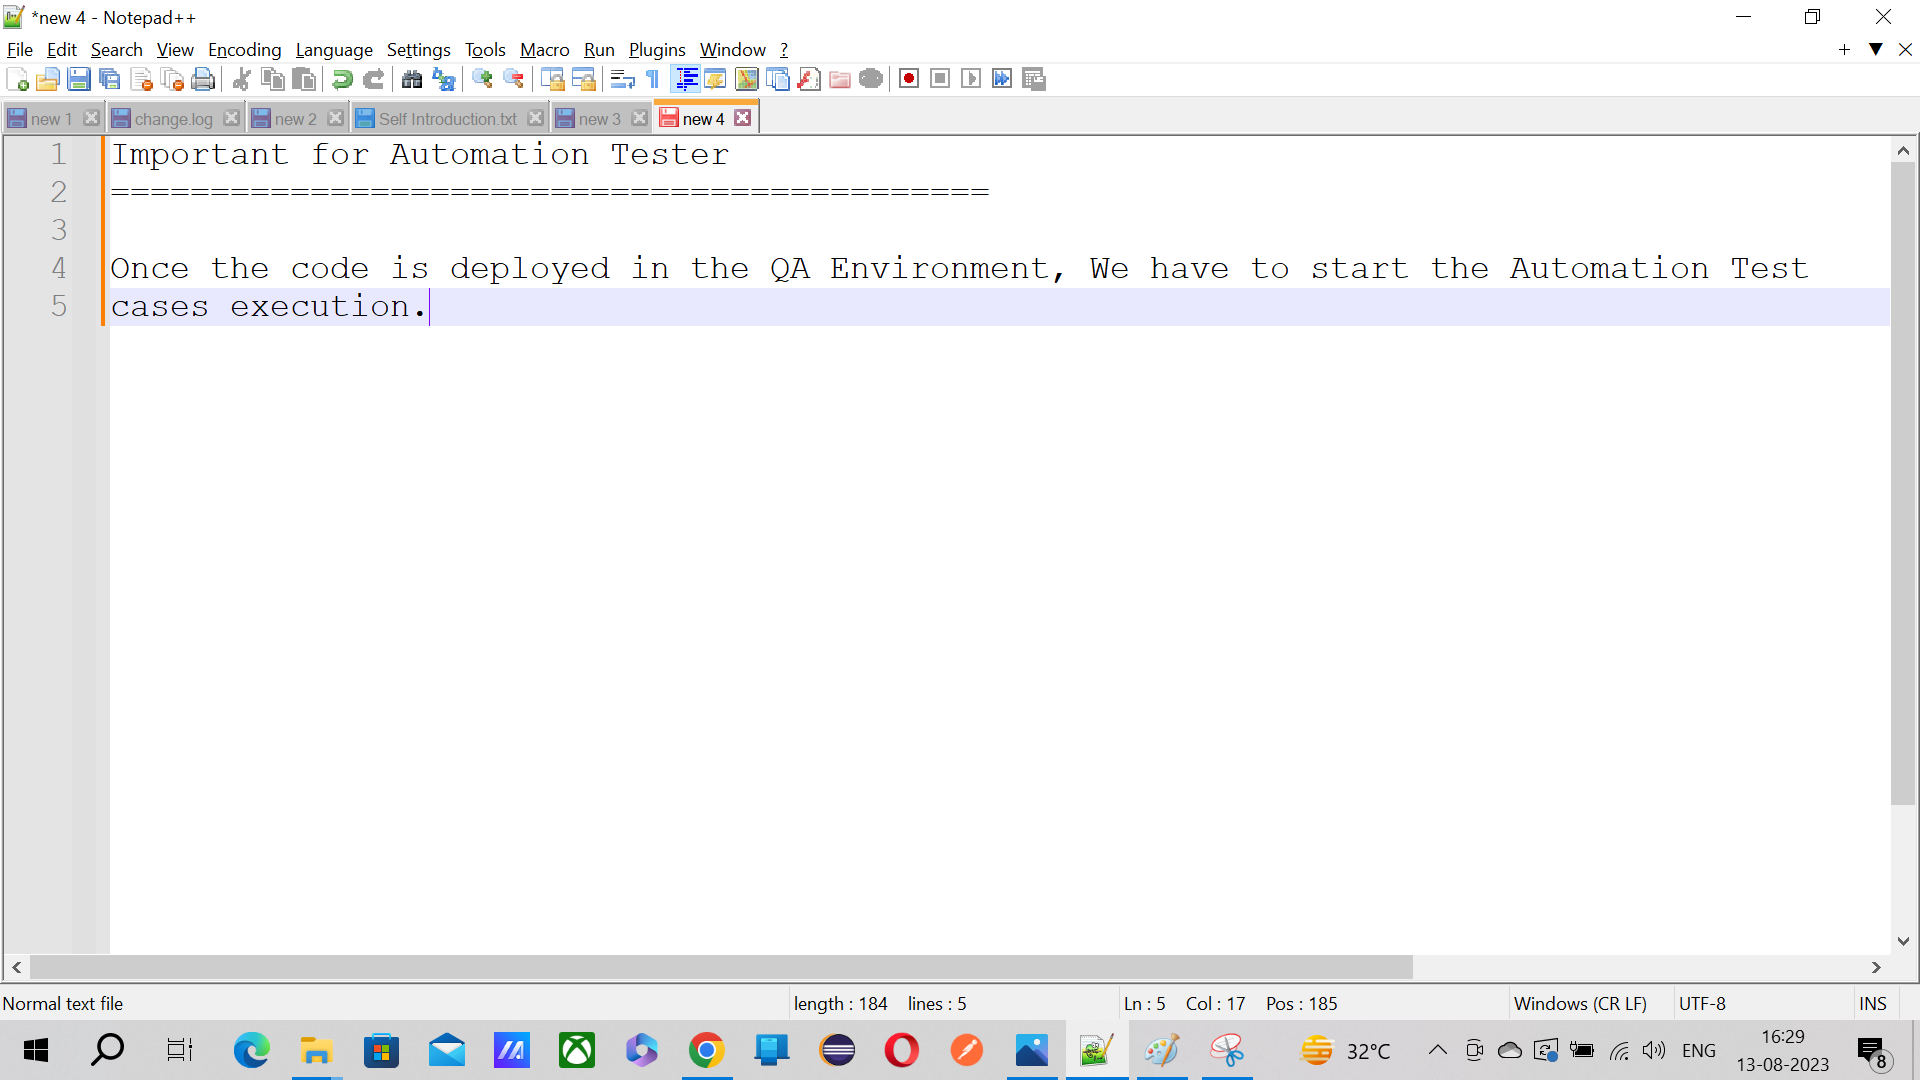 *new 4 - Notepad++
File Edit Search View Encoding Language Settings Tools Macro Run Plugins Window ?
new 1 change.log new 2 Self Introduction.txt new 3 new 4
1 Important for Automation Tester
2 ============================================
3
4 Once the code is deployed in the QA Environment, We have to start the Automation Test
5 cases execution.
Normal text file length : 184 lines : 5 Ln : 5 Col : 17 Pos : 185 Windows (CR LF) UTF-8 INS
32°C ENG 16:29
13-08-2023 8